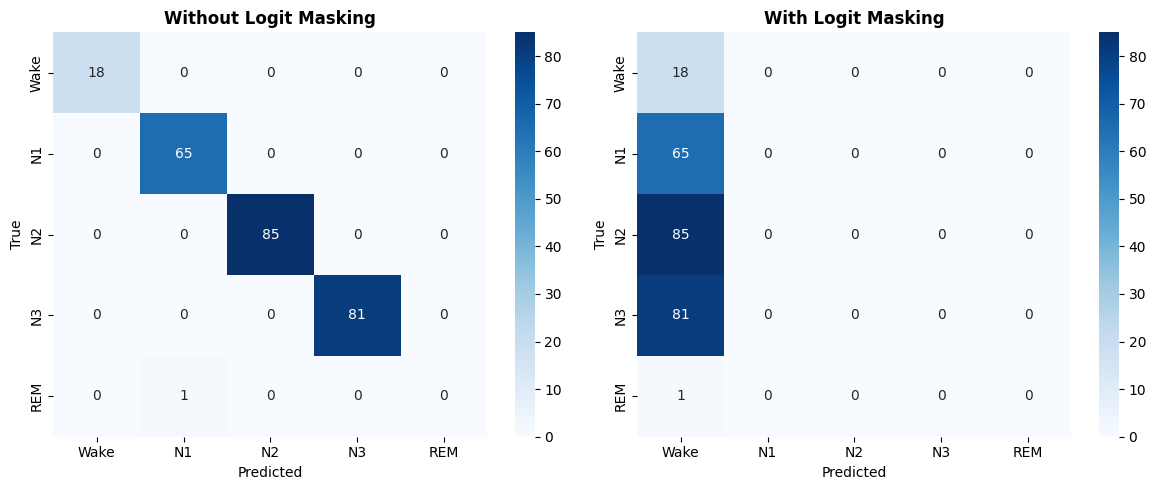 Without Logit Masking
Wake 18 0 0 0 0
N1 0 65 0 0 0
N2 0 0 85 0 0
N3 0 0 0 81 0
REM 0 1 0 0 0
Wake N1 N2 N3 REM
Predicted
True
80
70
60
50
40
30
20
10
0
With Logit Masking
Wake 18 0 0 0 0
N1 65 0 0 0 0
N2 85 0 0 0 0
N3 81 0 0 0 0
REM 1 0 0 0 0
Wake N1 N2 N3 REM
Predicted
True
80
70
60
50
40
30
20
10
0